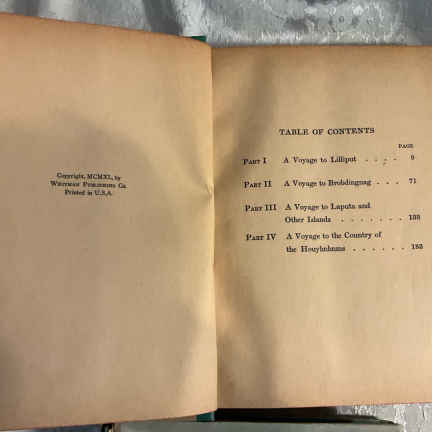 Copyright, MCMXL, by
Whitman Publishing Co.
Printed in U.S.A.
TABLE OF CONTENTS
PAGE
Part I A Voyage to Lilliput . . . . 9
Part II A Voyage to Brobdingnag . . . 71
Part III A Voyage to Laputa and
Other Islands . . . . . . . 139
Part IV A Voyage to the Country of
the Houyhnhnms . . . . . . 183